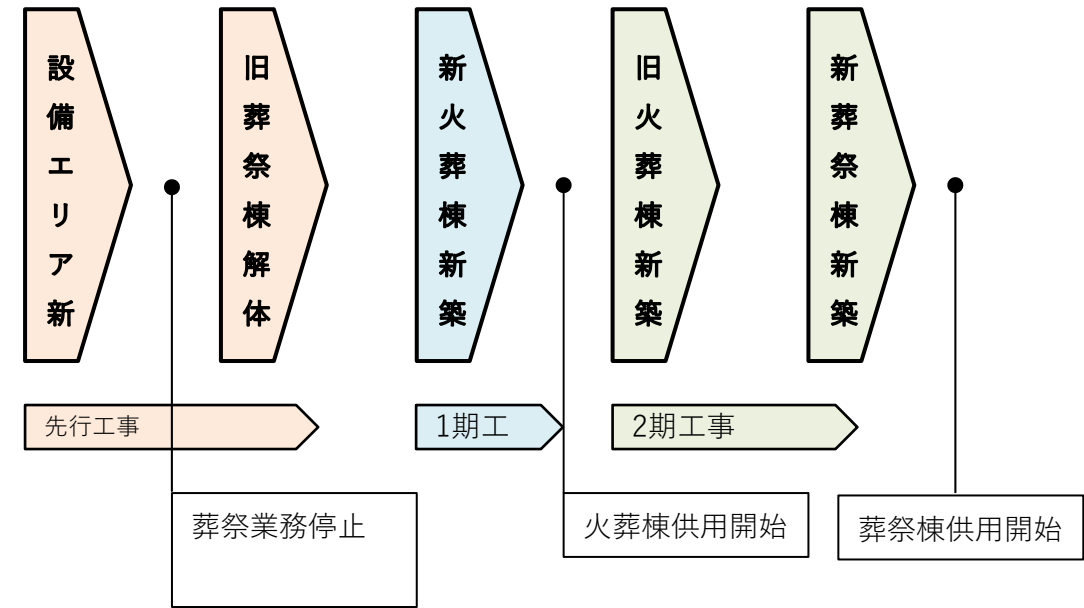 設備エリア新
旧葬祭棟解体
新火葬棟新築
旧火葬棟新築
新葬祭棟新築
先行工事
1期工
2期工事
葬祭業務停止
火葬棟供用開始
葬祭棟供用開始